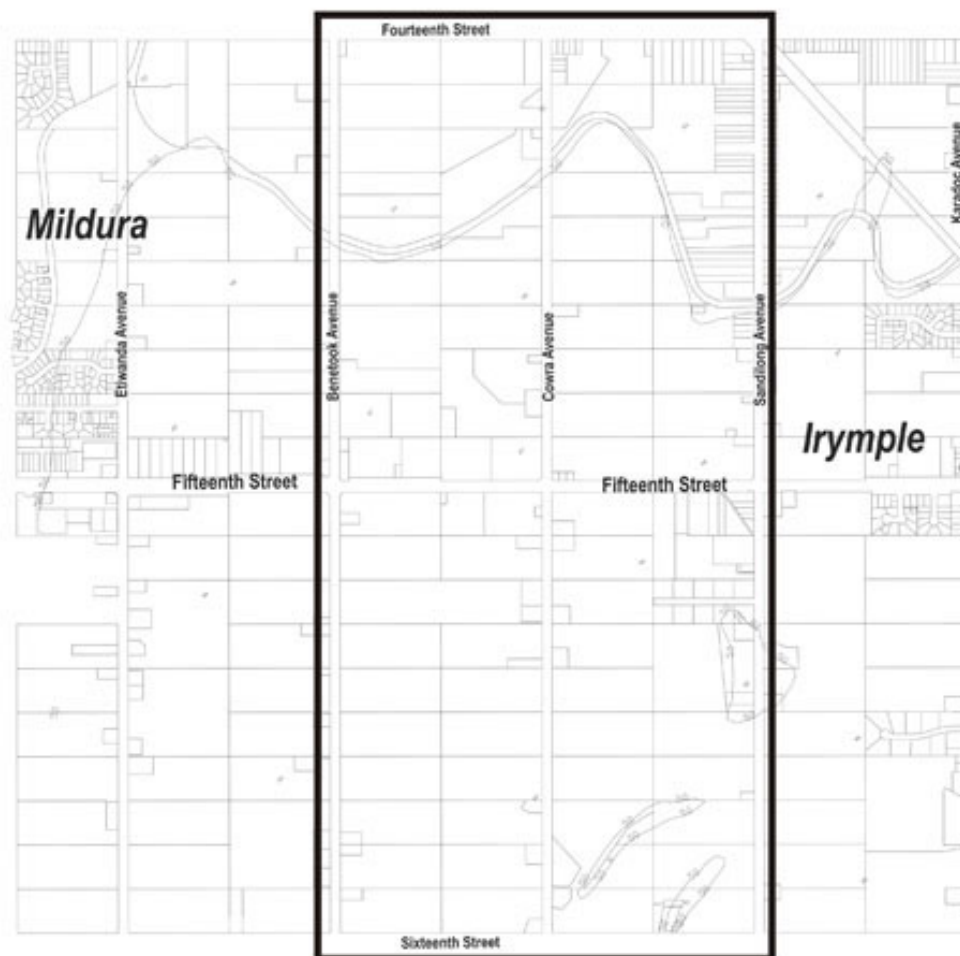 Fourteenth Street
Karadoc Avenue
Mildura
Etiwanda Avenue
Benetook Avenue
Cowra Avenue
Sandilong Avenue
Irymple
Fifteenth Street
Fifteenth Street
Sixteenth Street